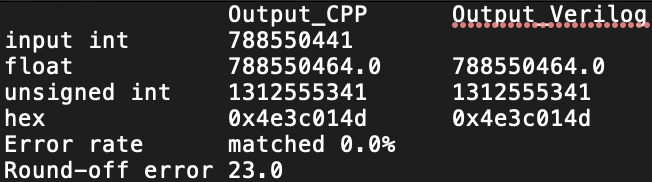 Output_CPP Output_Verilog
input int 788550441
float 788550464.0 788550464.0
unsigned int 1312555341 1312555341
hex 0x4e3c014d 0x4e3c014d
Error rate matched 0.0%
Round-off error 23.0